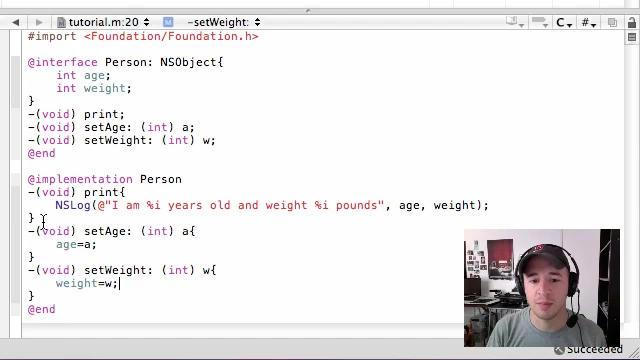 tutorial.m:20 -setWeight: C #
#import <Foundation/Foundation.h>
@interface Person: NSObject{
int age;
int weight;
}
-(void) print;
-(void) setAge: (int) a;
-(void) setWeight: (int) w;
@end
@implementation Person
-(void) print{
NSLog(@"I am %i years old and weight %i pounds", age, weight);
}
-(void) setAge: (int) a{
age=a;
}
-(void) setWeight: (int) w{
weight=w;
}
@end
Succeeded